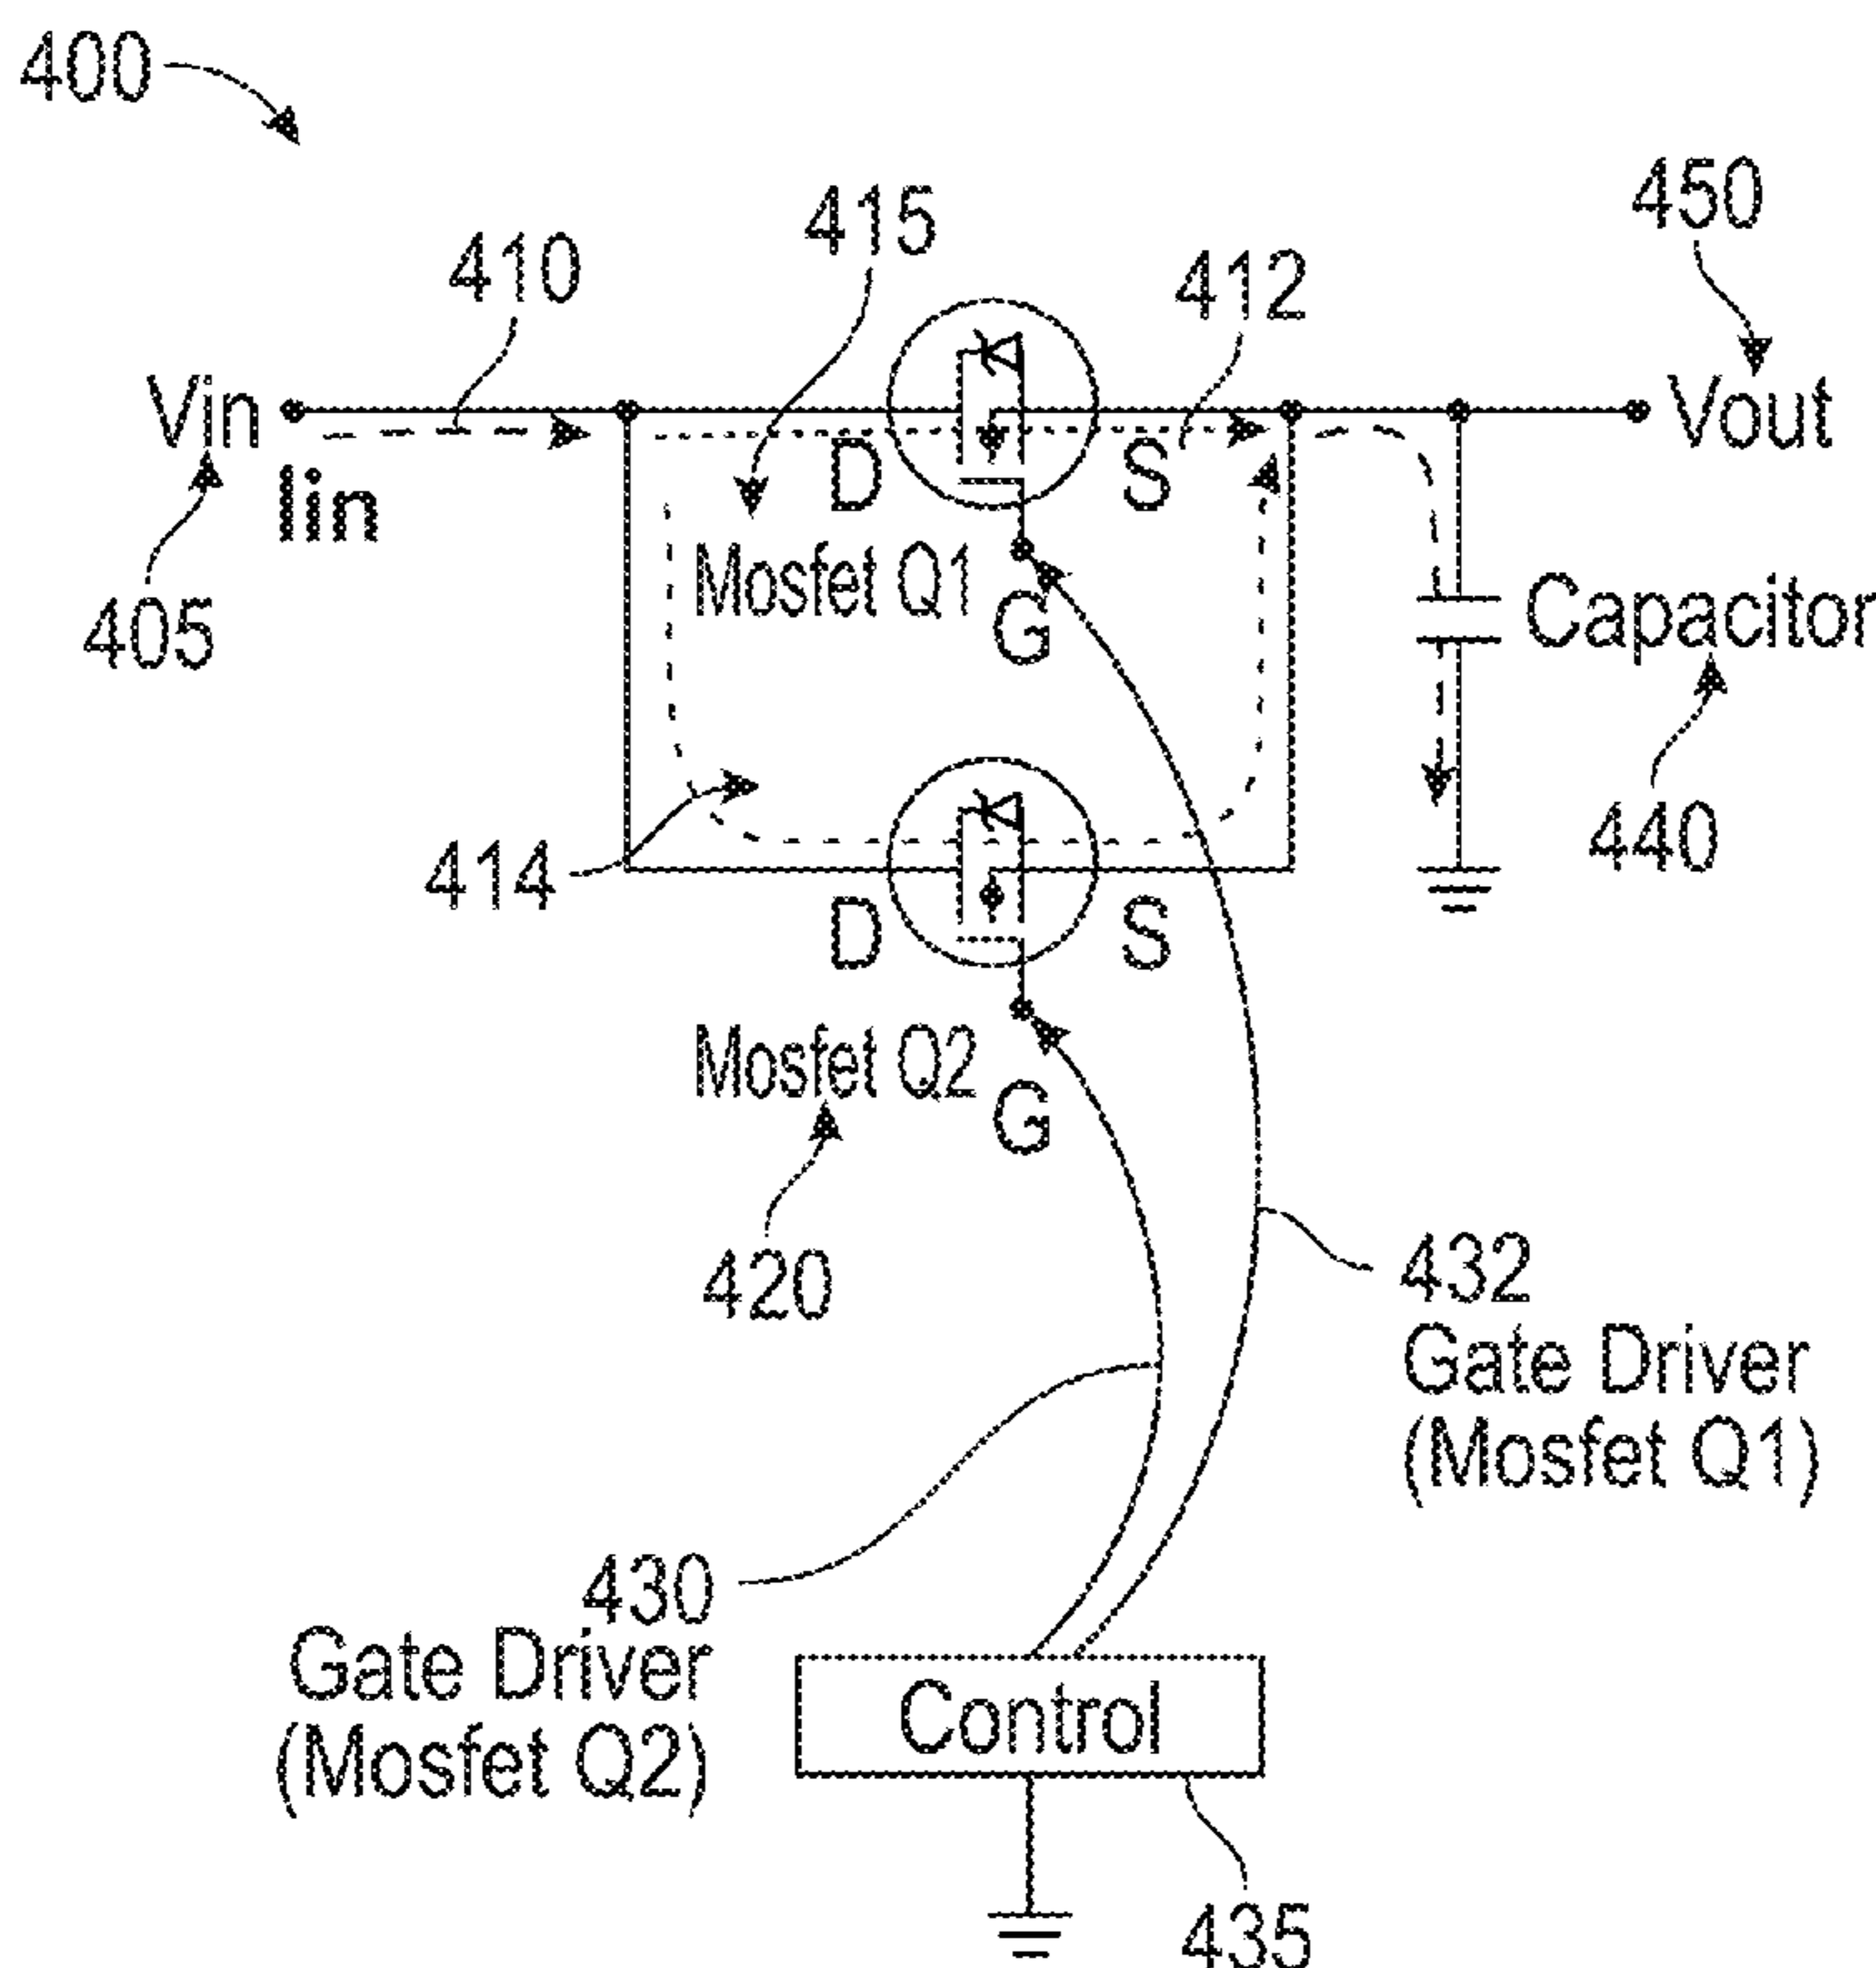 400
450
415
410
412
Vin
Vout
D
S
Iin
Mosfet Q1
G
Capacitor
405
440
414
D
S
Mosfet Q2
G
420
432
Gate Driver
(Mosfet Q1)
430
Gate Driver
(Mosfet Q2)
Control
435